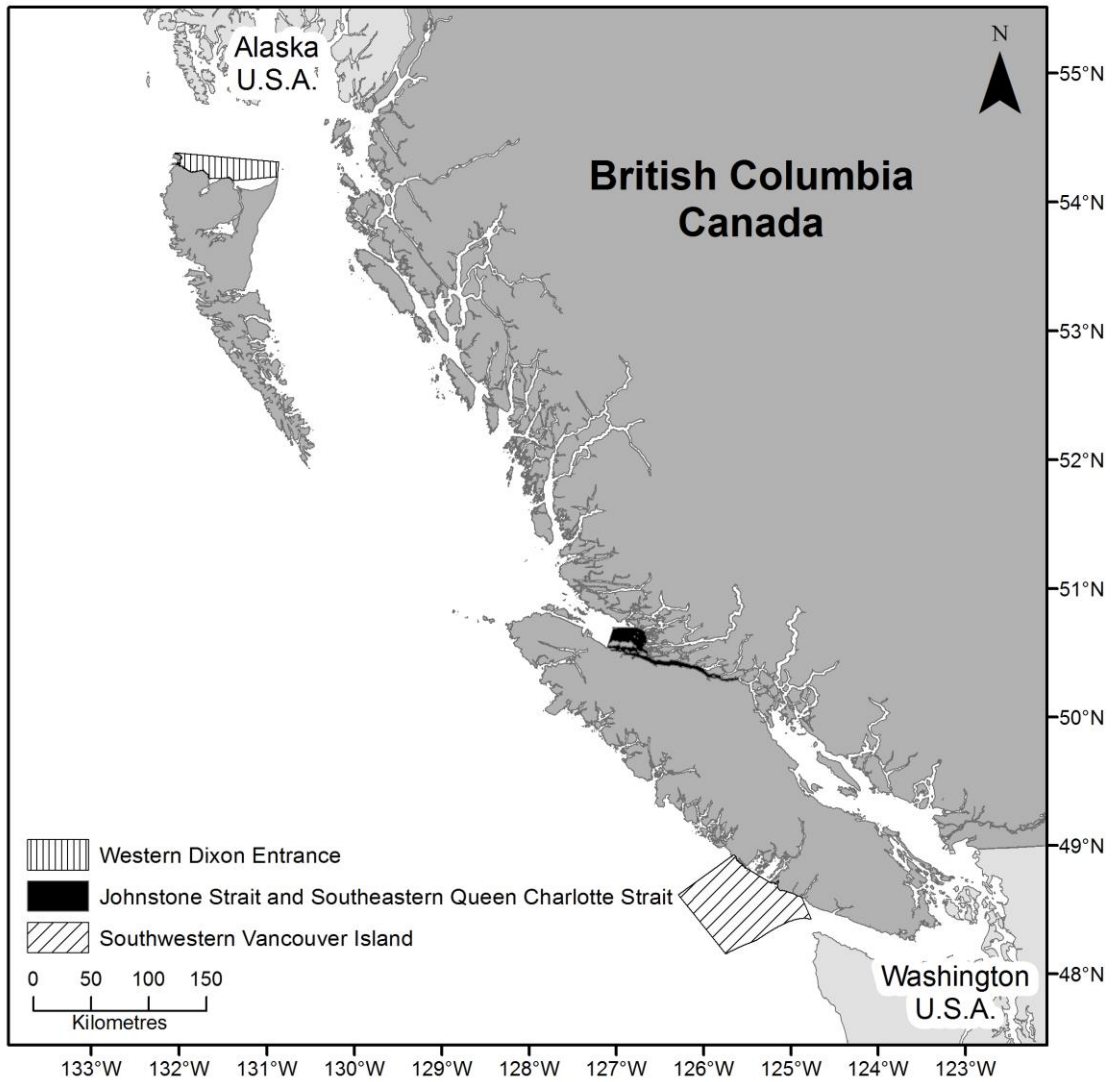 Alaska
U.S.A.
N
55°N
British Columbia
Canada
54°N
53°N
52°N
51°N
50°N
49°N
48°N
Western Dixon Entrance
Johnstone Strait and Southeastern Queen Charlotte Strait
Southwestern Vancouver Island
0 50 100 150
Kilometres
Washington
U.S.A.
133°W 132°W 131°W 130°W 129°W 128°W 127°W 126°W 125°W 124°W 123°W